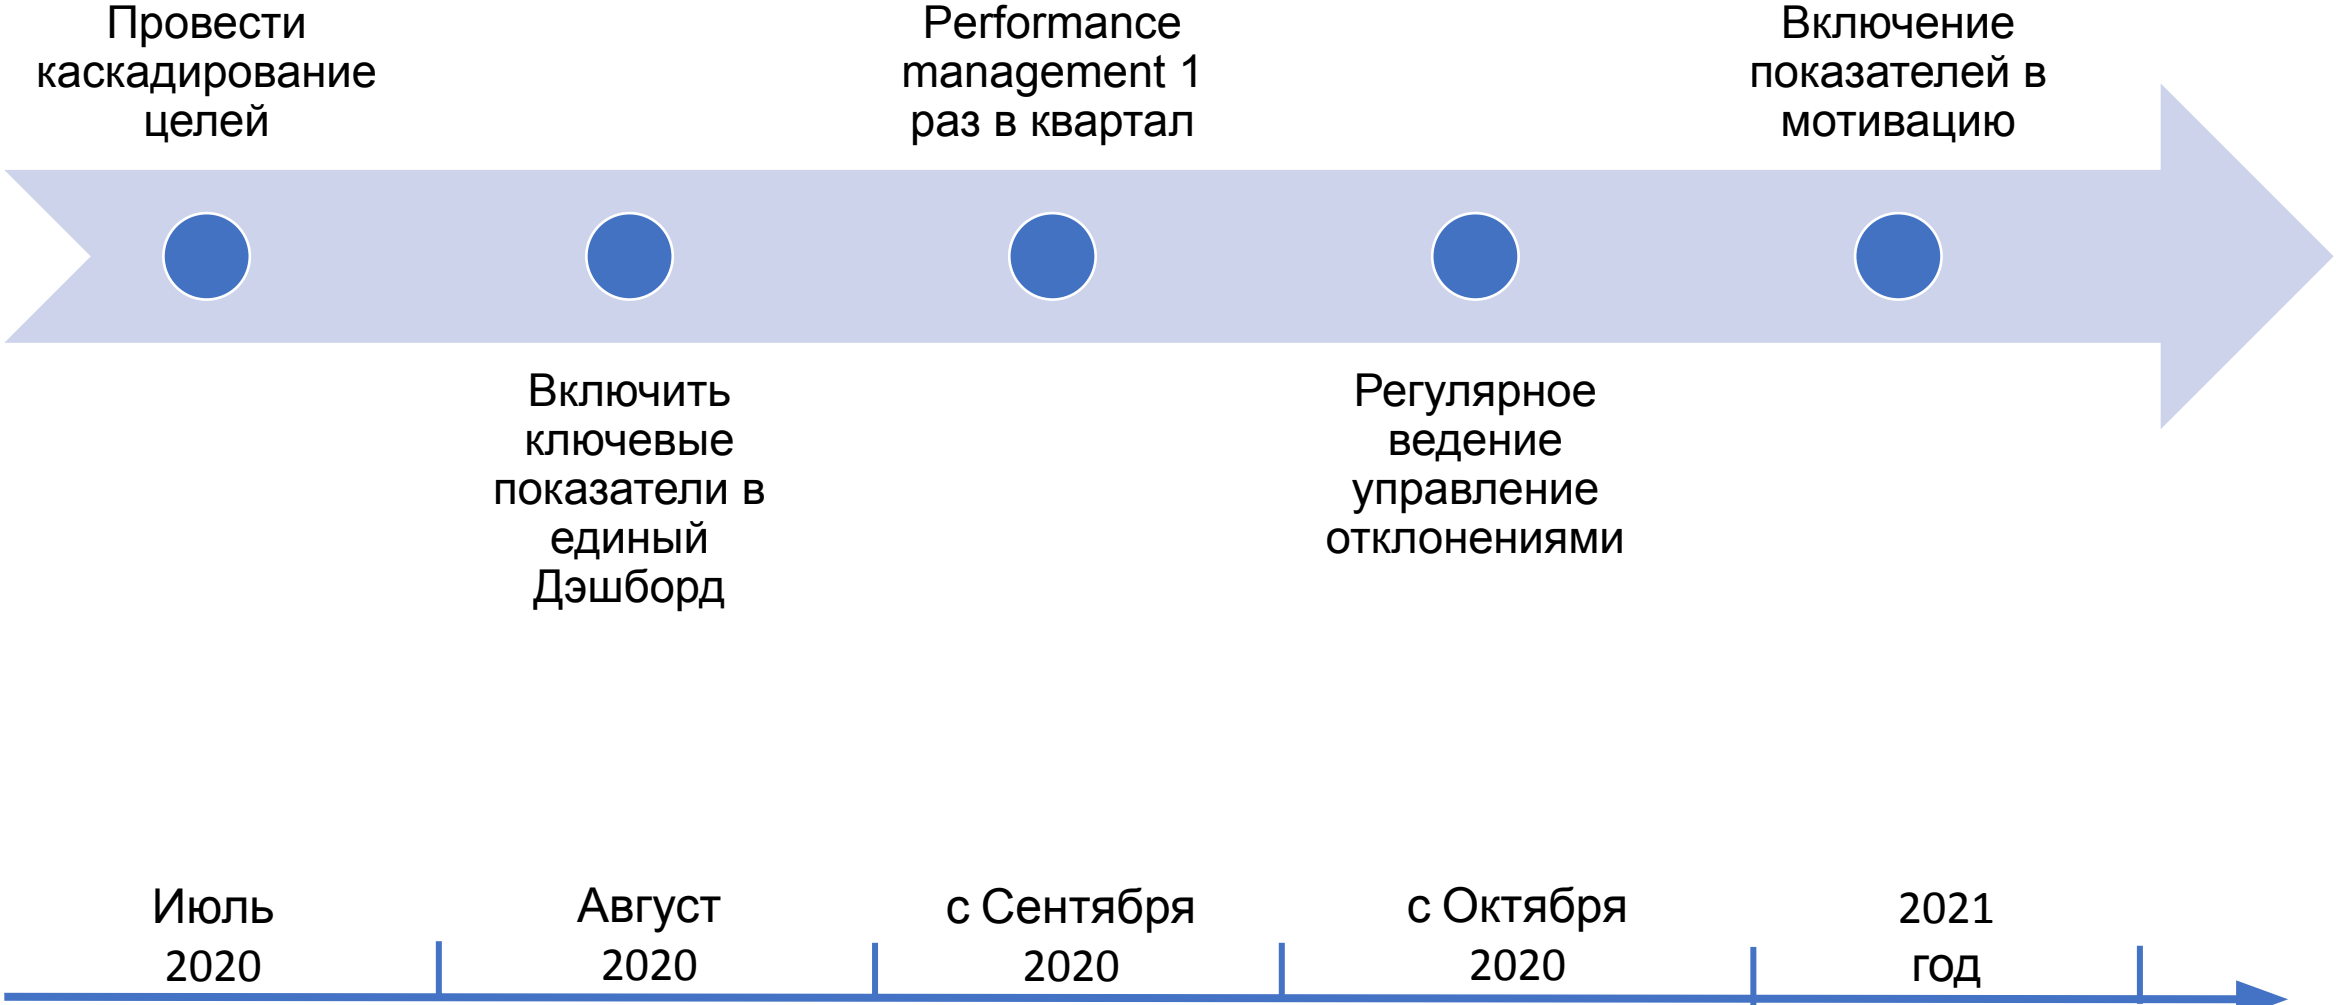 Провести
каскадирование
целей
Performance
management 1
раз в квартал
Включение
показателей в
мотивацию
Включить
ключевые
показатели в
единый
Дэшборд
Регулярное
ведение
управление
отклонениями
Июль
2020
Август
2020
с Сентября
2020
с Октября
2020
2021
год